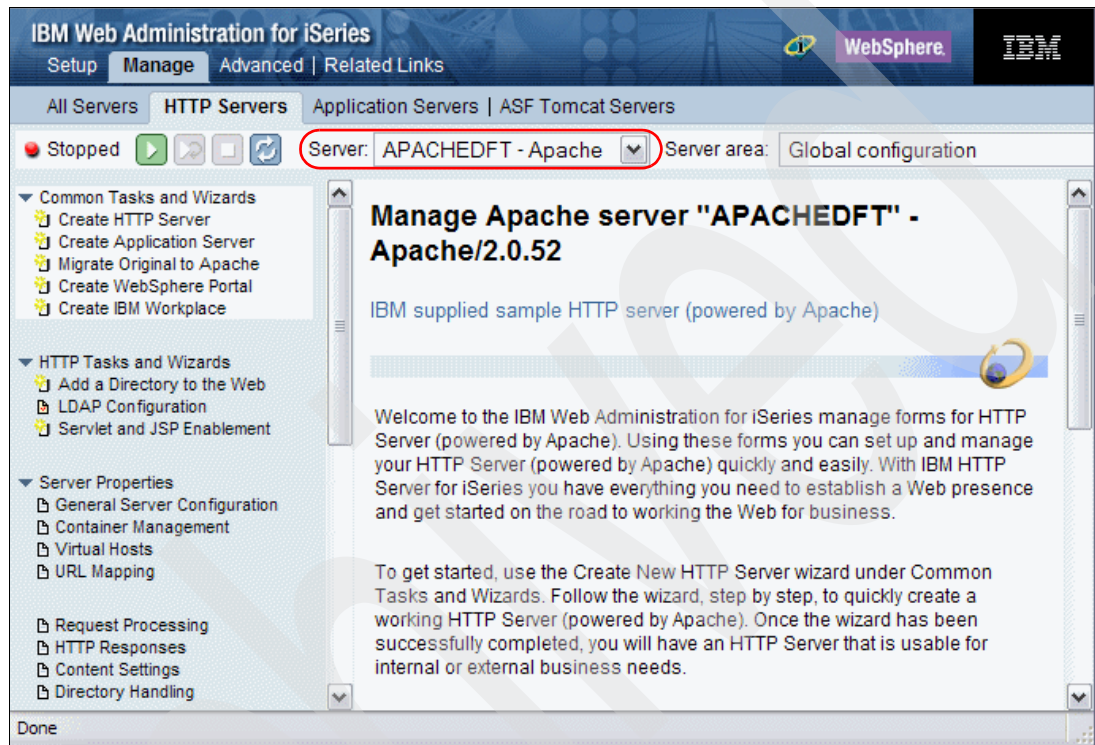 IBM Web Administration for iSeries
Setup Manage Advanced | Related Links
WebSphere.
IBM
All Servers HTTP Servers Application Servers | ASF Tomcat Servers
Stopped Server: APACHEDFT - Apache Server area: Global configuration
Common Tasks and Wizards
Create HTTP Server
Create Application Server
Migrate Original to Apache
Create WebSphere Portal
Create IBM Workplace
HTTP Tasks and Wizards
Add a Directory to the Web
LDAP Configuration
Servlet and JSP Enablement
Server Properties
General Server Configuration
Container Management
Virtual Hosts
URL Mapping
Request Processing
HTTP Responses
Content Settings
Directory Handling
Manage Apache server "APACHEDFT" -
Apache/2.0.52
IBM supplied sample HTTP server (powered by Apache)
Welcome to the IBM Web Administration for iSeries manage forms for HTTP
Server (powered by Apache). Using these forms you can set up and manage
your HTTP Server (powered by Apache) quickly and easily. With IBM HTTP
Server for iSeries you have everything you need to establish a Web presence
and get started on the road to working the Web for business.
To get started, use the Create New HTTP Server wizard under Common
Tasks and Wizards. Follow the wizard, step by step, to quickly create a
working HTTP Server (powered by Apache). Once the wizard has been
successfully completed, you will have an HTTP Server that is usable for
internal or external business needs.
Done